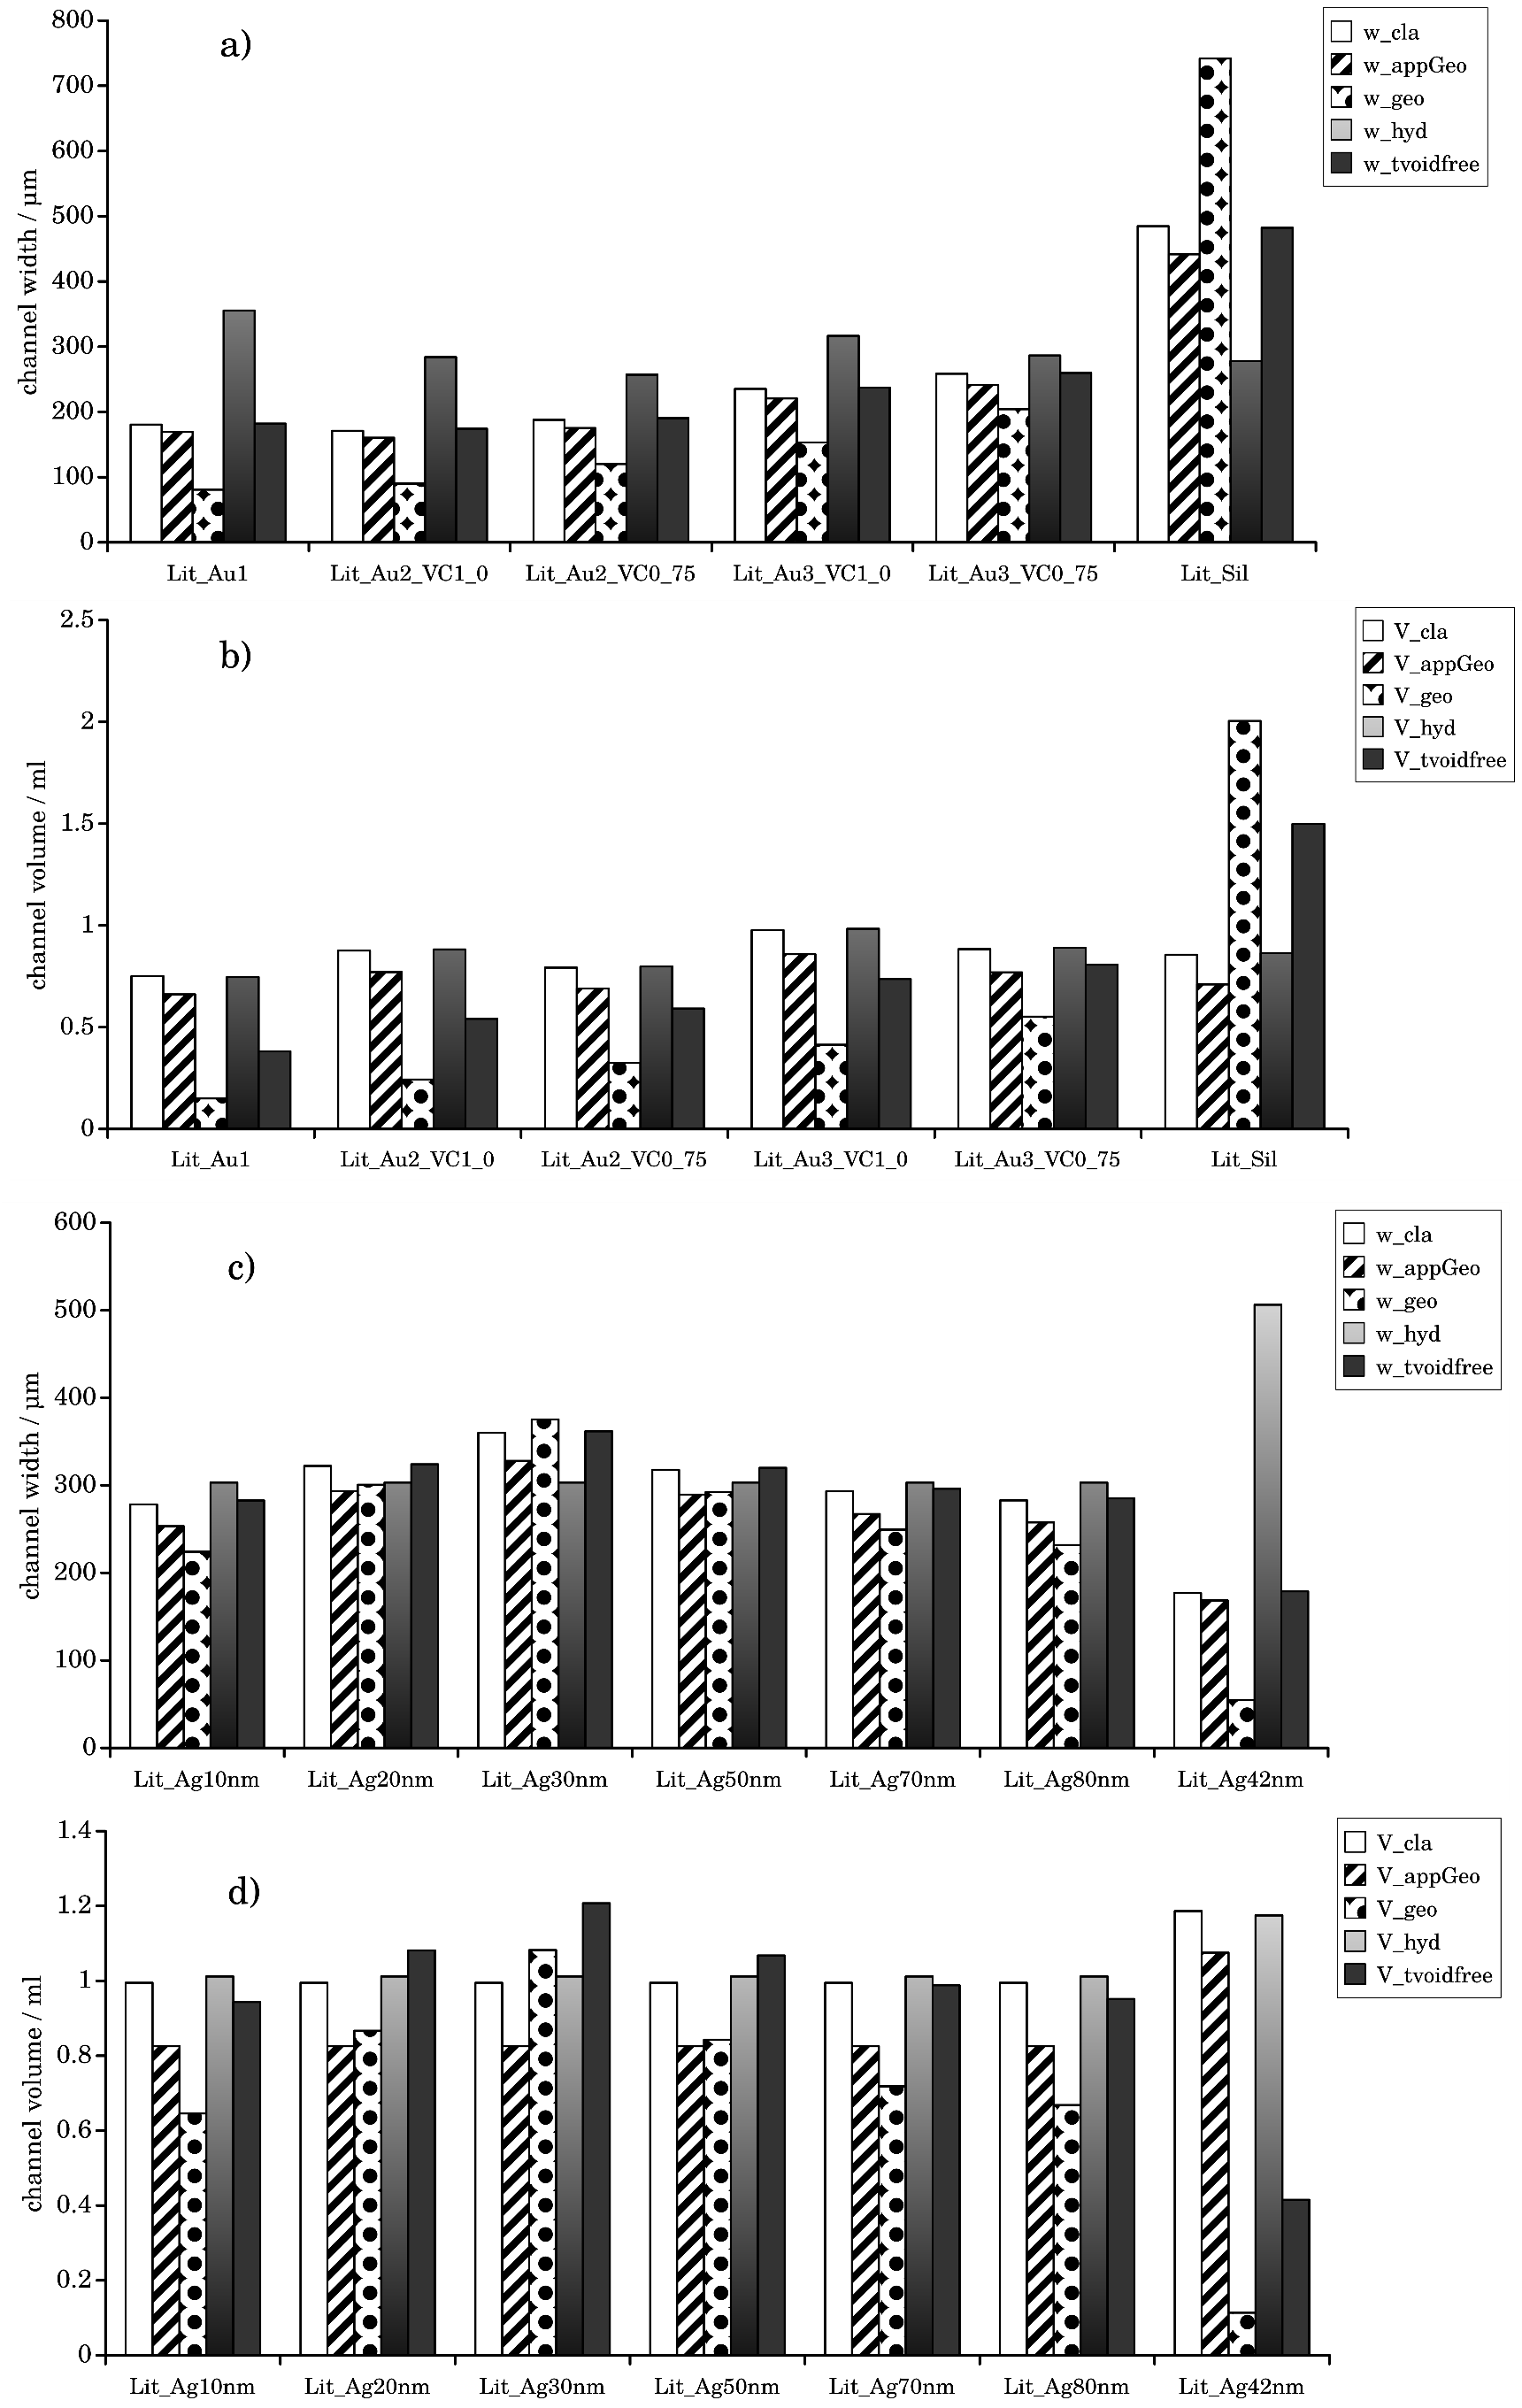 a)
channel width / µm
800
700
600
500
400
300
200
100
0
w_cla
w_appGeo
w_geo
w_hyd
w_tvoidfree
Lit_Au1 Lit_Au2_VC1_0 Lit_Au2_VC0_75 Lit_Au3_VC1_0 Lit_Au3_VC0_75 Lit_Sil
b)
channel volume / ml
2.5
2
1.5
1
0.5
0
V_cla
V_appGeo
V_geo
V_hyd
V_tvoidfree
Lit_Au1 Lit_Au2_VC1_0 Lit_Au2_VC0_75 Lit_Au3_VC1_0 Lit_Au3_VC0_75 Lit_Sil
c)
channel width / µm
600
500
400
300
200
100
0
w_cla
w_appGeo
w_geo
w_hyd
w_tvoidfree
Lit_Ag10nm Lit_Ag20nm Lit_Ag30nm Lit_Ag50nm Lit_Ag70nm Lit_Ag80nm Lit_Ag42nm
d)
channel volume / ml
1.4
1.2
1
0.8
0.6
0.4
0.2
0
V_cla
V_appGeo
V_geo
V_hyd
V_tvoidfree
Lit_Ag10nm Lit_Ag20nm Lit_Ag30nm Lit_Ag50nm Lit_Ag70nm Lit_Ag80nm Lit_Ag42nm